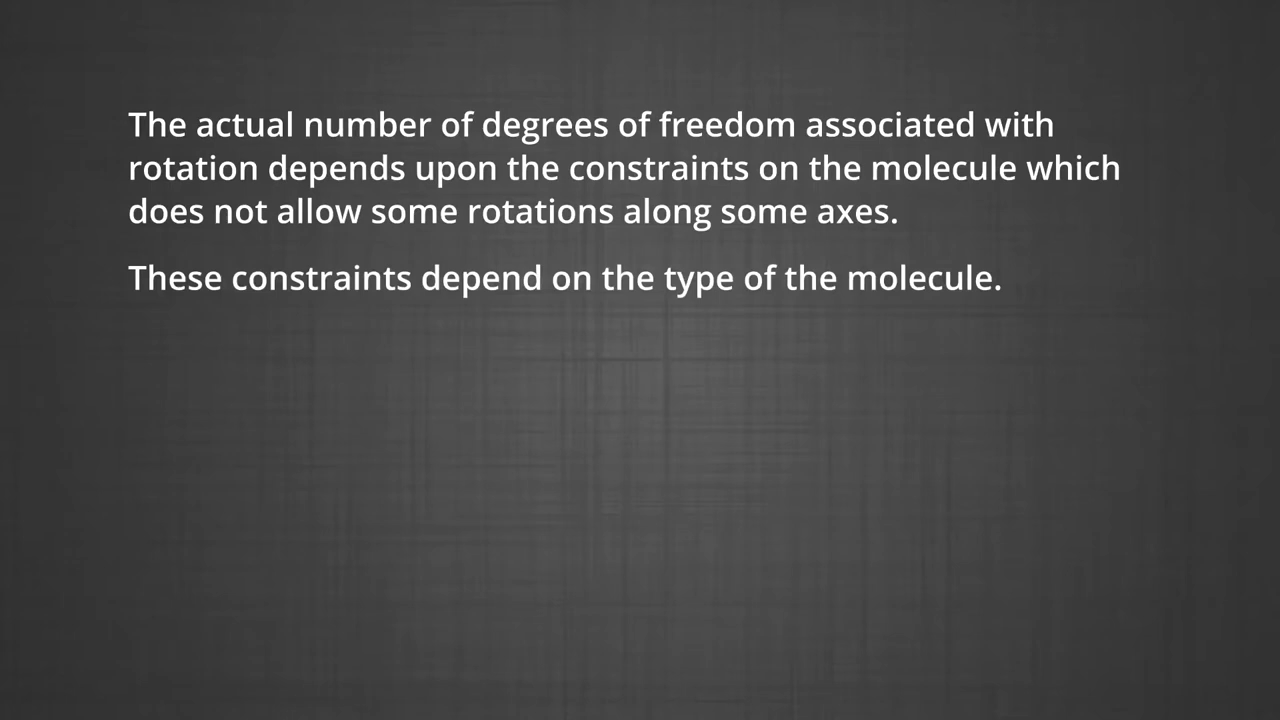 The actual number of degrees of freedom associated with
rotation depends upon the constraints on the molecule which
does not allow some rotations along some axes.
These constraints depend on the type of the molecule.